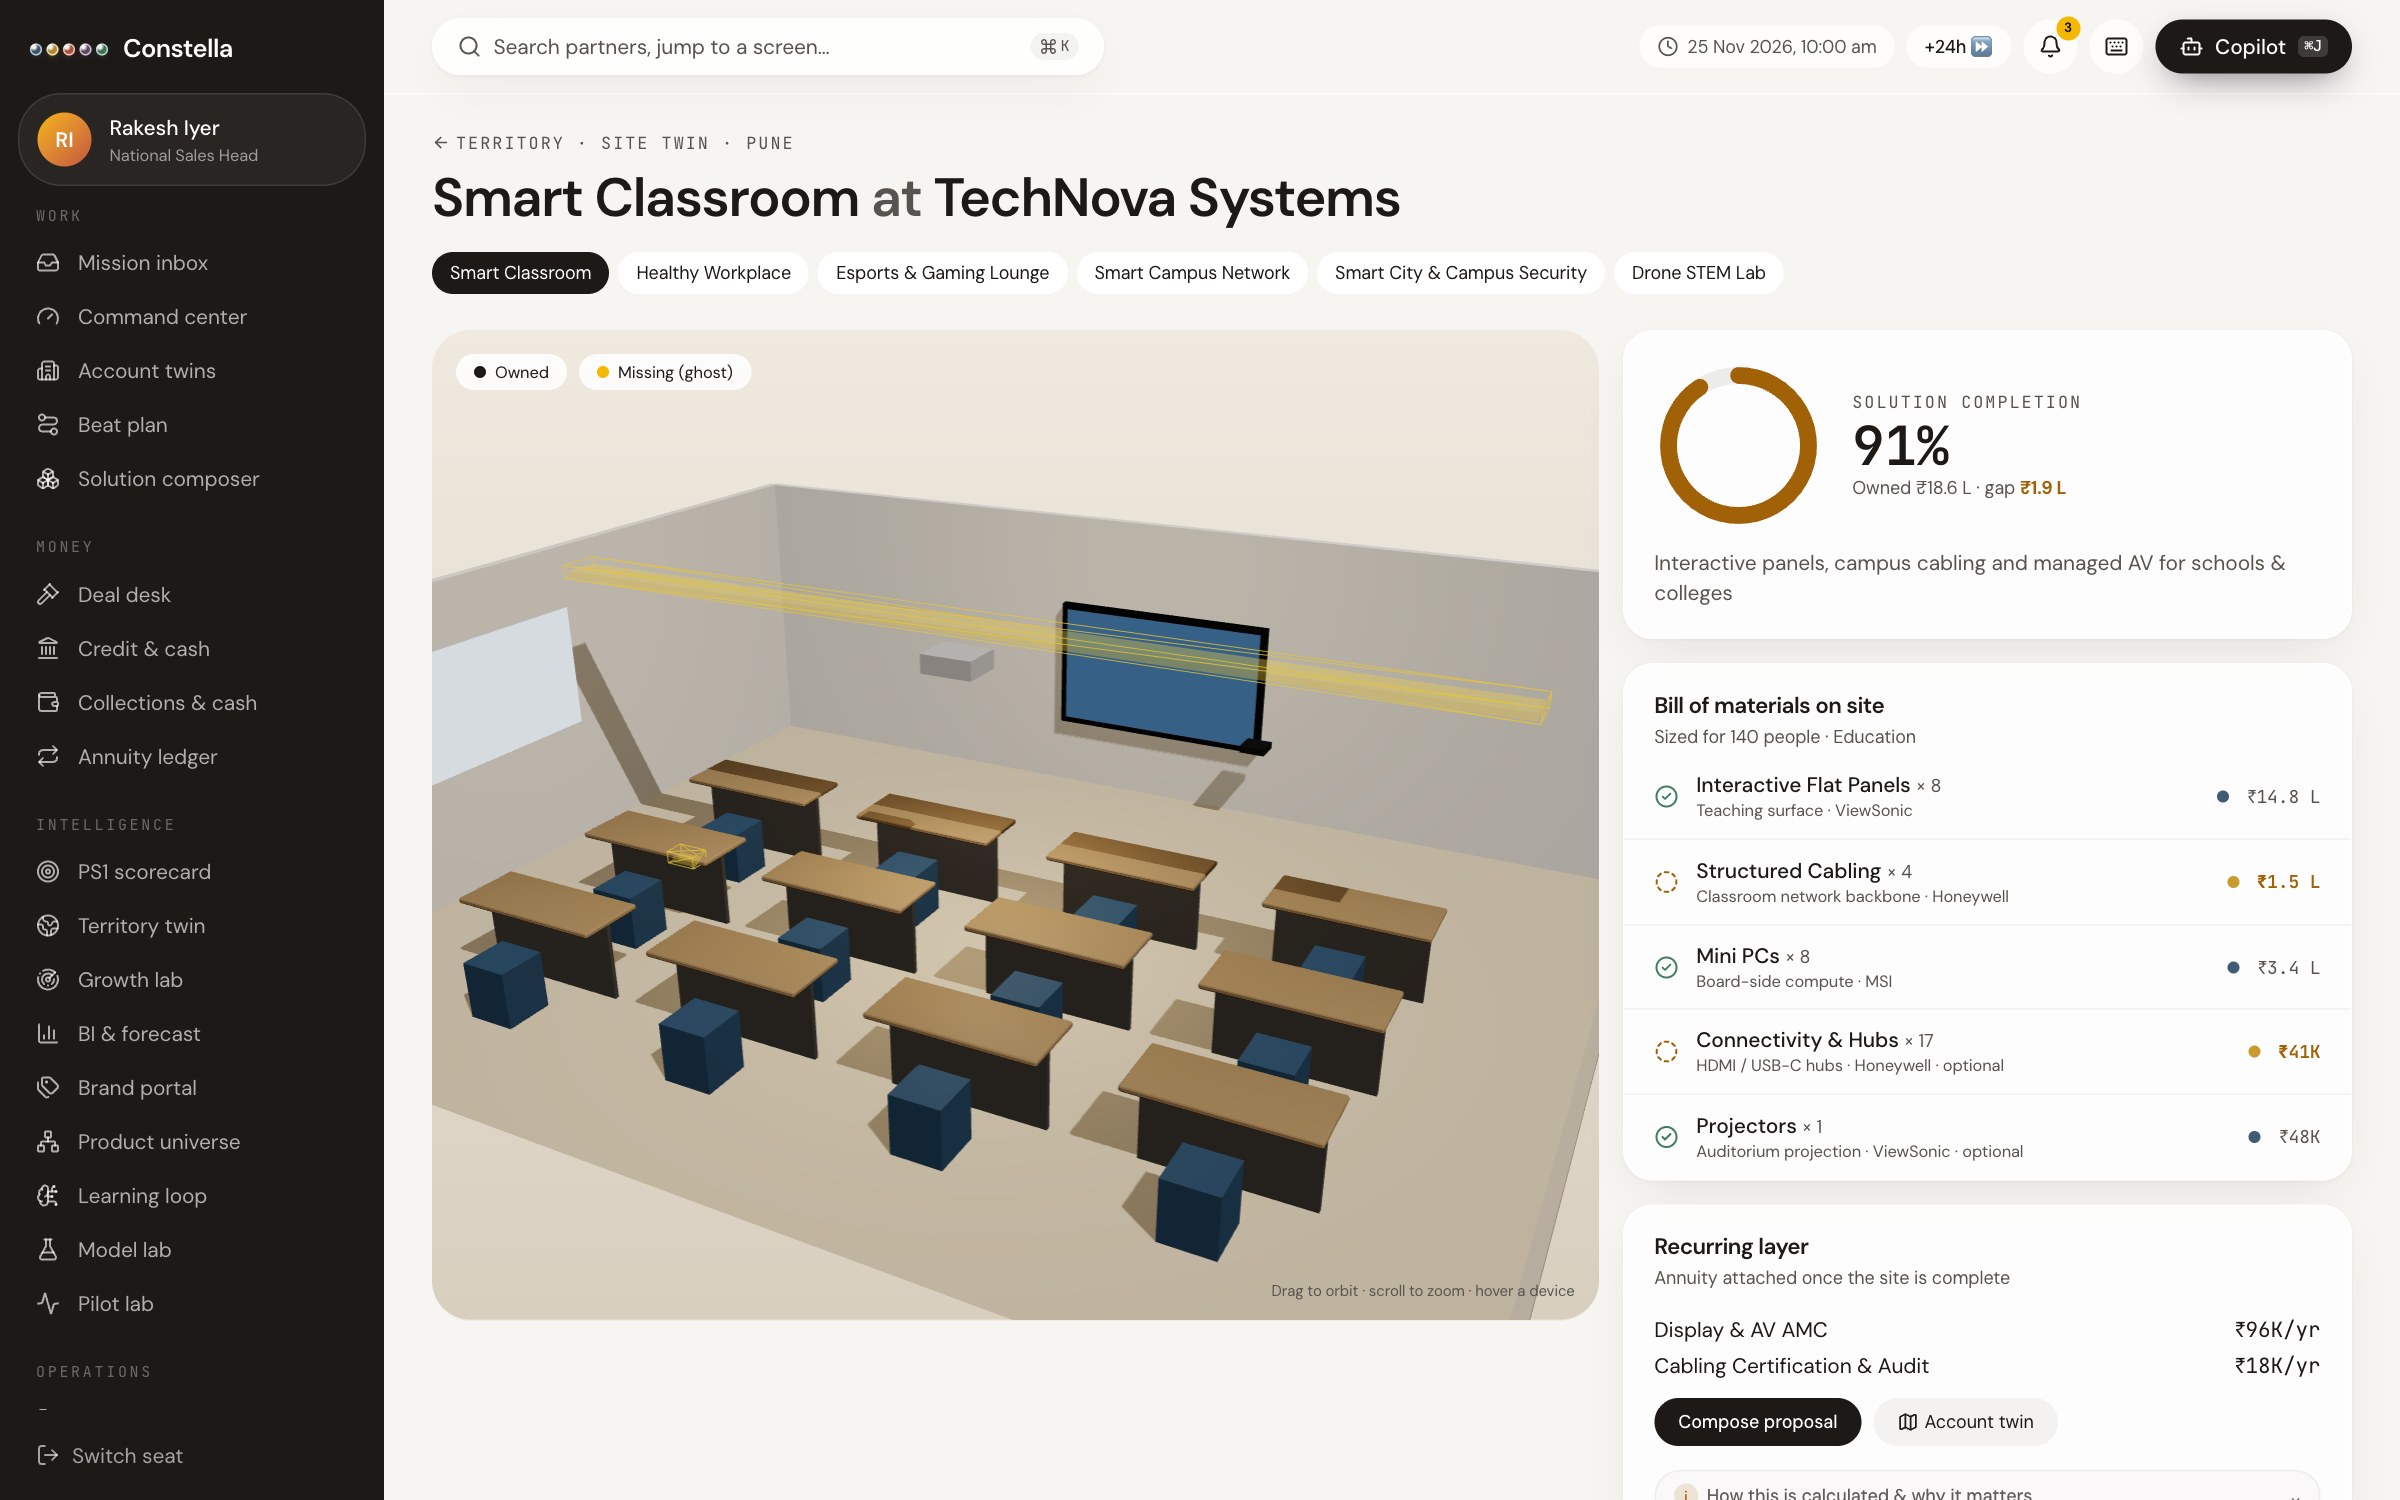 Constella
RI
Rakesh Iyer
National Sales Head
WORK
Mission inbox
Command center
Account twins
Beat plan
Solution composer
MONEY
Deal desk
Credit & cash
Collections & cash
Annuity ledger
INTELLIGENCE
PS1 scorecard
Territory twin
Growth lab
BI & forecast
Brand portal
Product universe
Learning loop
Model lab
Pilot lab
OPERATIONS
Switch seat
Search partners, jump to a screen...
⌘ K
25 Nov 2026, 10:00 am
+24h ⏩
3
Copilot ⌘J
← TERRITORY · SITE TWIN · PUNE
Smart Classroom at TechNova Systems
Smart Classroom
Healthy Workplace
Esports & Gaming Lounge
Smart Campus Network
Smart City & Campus Security
Drone STEM Lab
Owned
Missing (ghost)
Drag to orbit · scroll to zoom · hover a device
SOLUTION COMPLETION
91%
Owned ₹18.6 L · gap ₹1.9 L
Interactive panels, campus cabling and managed AV for schools &
colleges
Bill of materials on site
Sized for 140 people · Education
Interactive Flat Panels × 8
Teaching surface · ViewSonic
₹14.8 L
Structured Cabling × 4
Classroom network backbone · Honeywell
₹1.5 L
Mini PCs × 8
Board-side compute · MSI
₹3.4 L
Connectivity & Hubs × 17
HDMI / USB-C hubs · Honeywell · optional
₹41K
Projectors × 1
Auditorium projection · ViewSonic · optional
₹48K
Recurring layer
Annuity attached once the site is complete
Display & AV AMC
₹96K/yr
Cabling Certification & Audit
₹18K/yr
Compose proposal
Account twin
i How this is calculated & why it matters